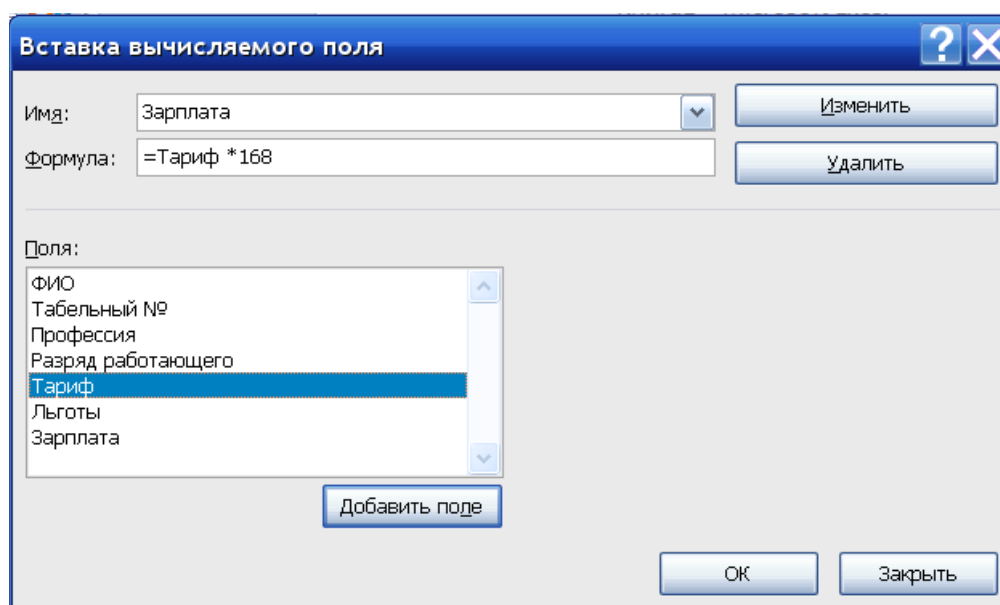 Вставка вычисляемого поля
Имя: Зарплата Изменить
Формула: =Тариф *168 Удалить
Поля:
ФИО
Табельный №
Профессия
Разряд работающего
Тариф
Льготы
Зарплата
Добавить поле
ОК Закрыть